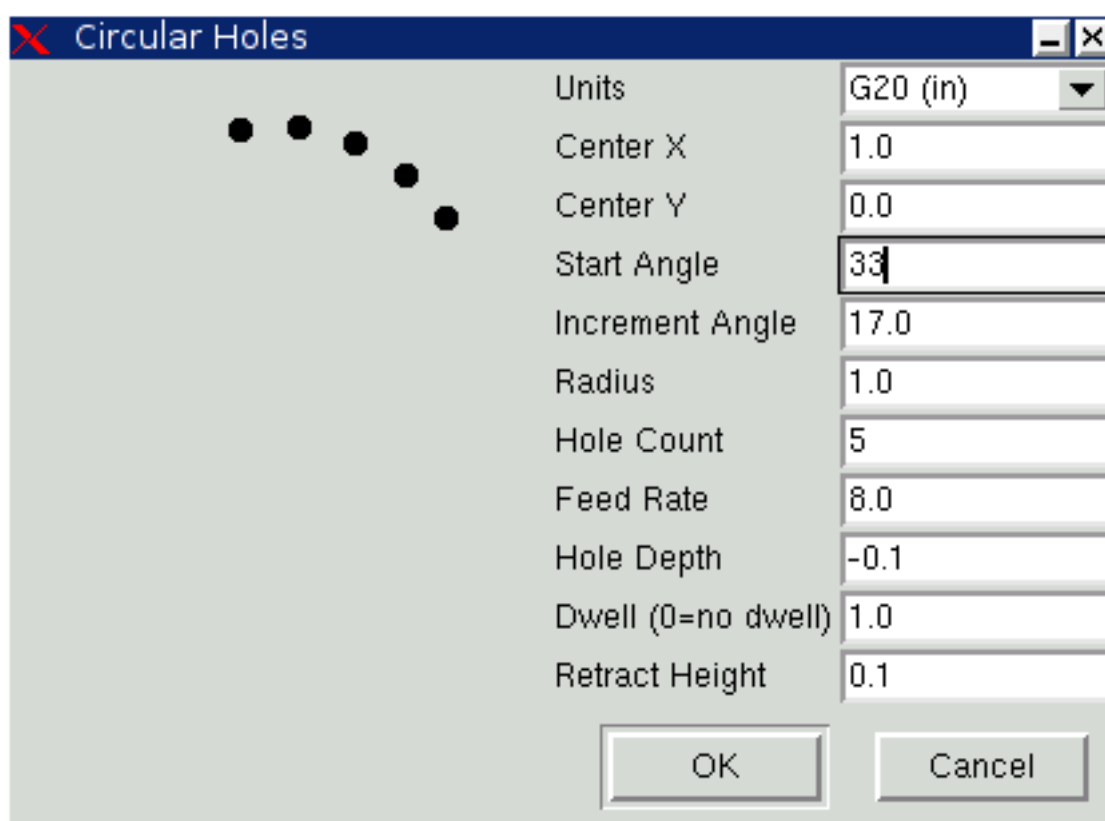 Circular Holes
Units G20 (in)
Center X 1.0
Center Y 0.0
Start Angle 33
Increment Angle 17.0
Radius 1.0
Hole Count 5
Feed Rate 8.0
Hole Depth -0.1
Dwell (0=no dwell) 1.0
Retract Height 0.1
OK Cancel